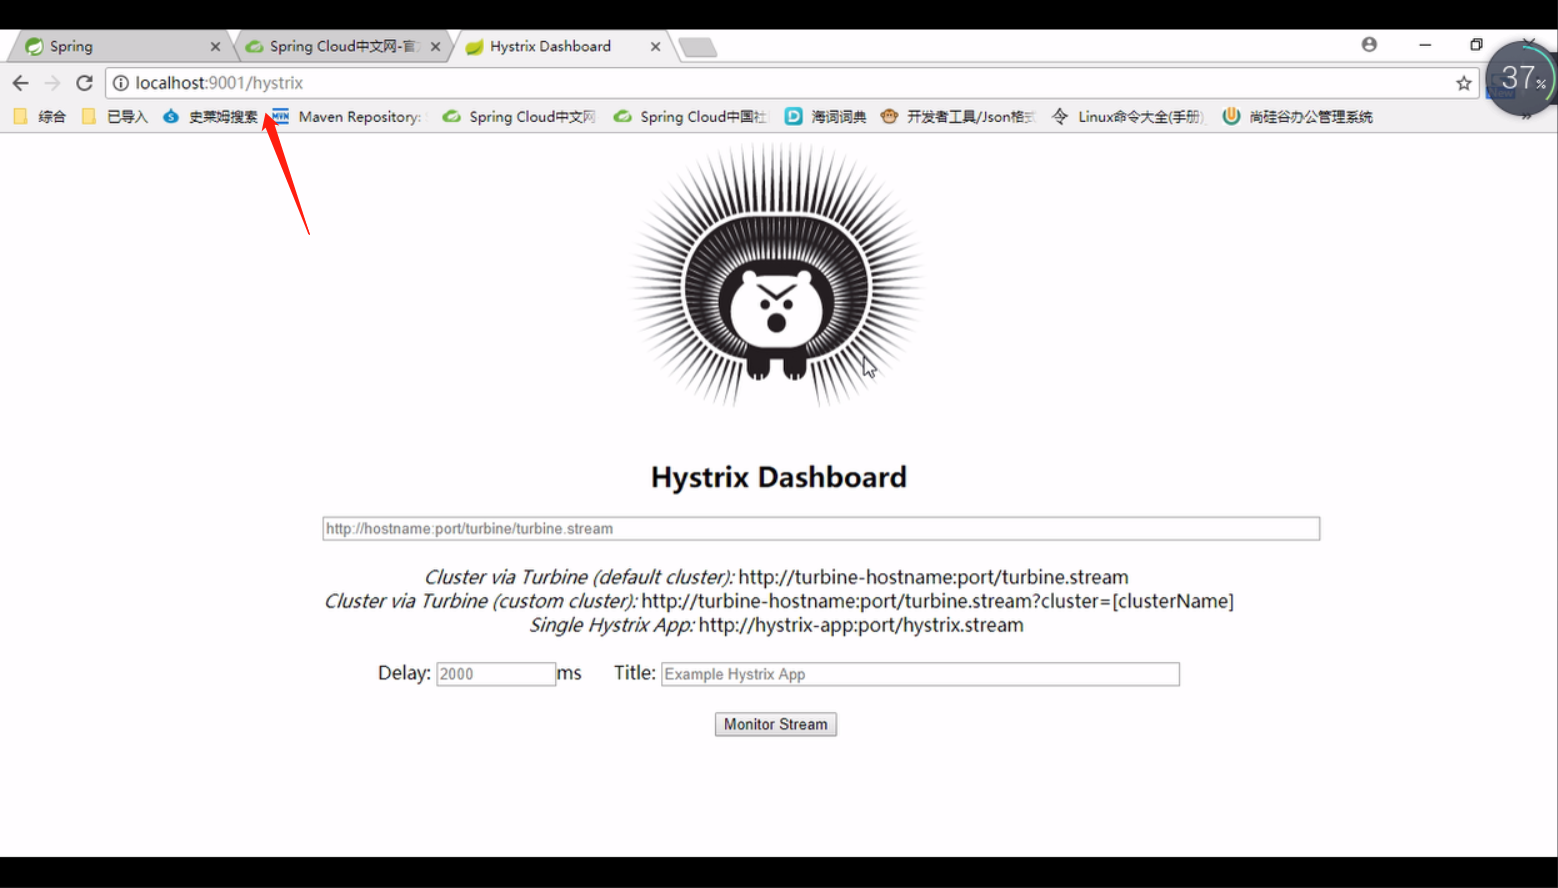 Spring
Spring Cloud中文网-官
Hystrix Dashboard
localhost:9001/hystrix
37%
综合
已导入
史莱姆搜索
MVN
Maven Repository:
Spring Cloud中文网
Spring Cloud中国社
海词词典
开发者工具/Json格式
Linux命令大全(手册)
尚硅谷办公管理系统
Hystrix Dashboard
http://hostname:port/turbine/turbine.stream
Cluster via Turbine (default cluster): http://turbine-hostname:port/turbine.stream
Cluster via Turbine (custom cluster): http://turbine-hostname:port/turbine.stream?cluster=[clusterName]
Single Hystrix App: http://hystrix-app:port/hystrix.stream
Delay: 2000 ms Title: Example Hystrix App
Monitor Stream